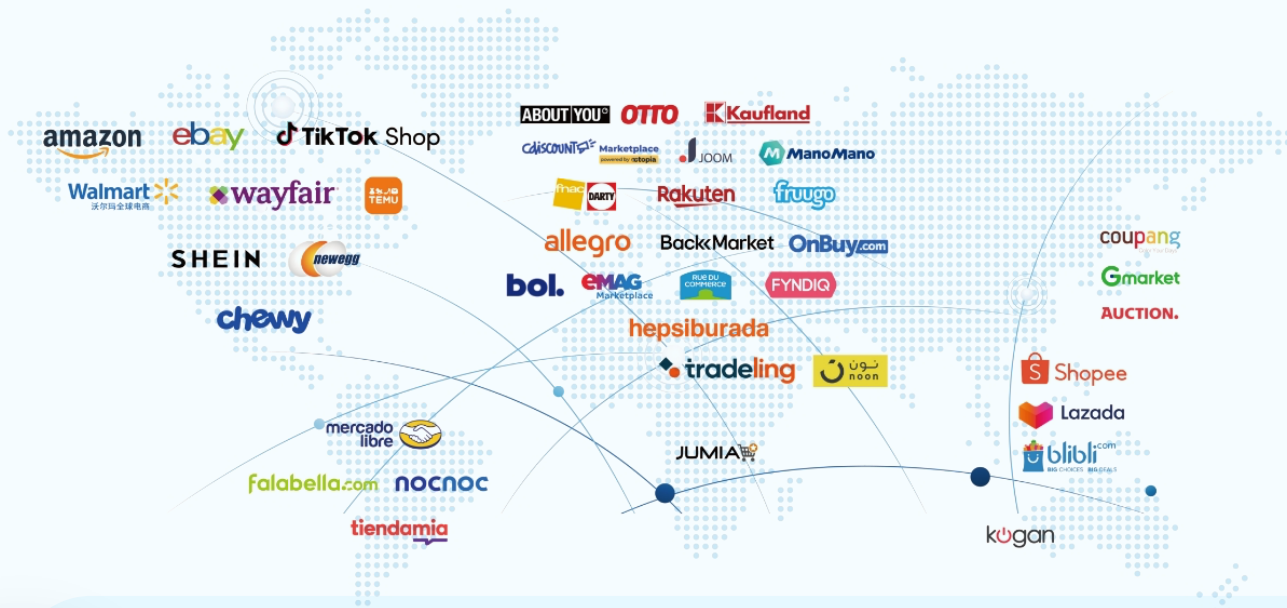 amazon
ebay
TikTok Shop
Walmart
沃尔玛全球电商
wayfair
TEMU
SHEIN
newegg
chewy
ABOUT YOU°
OTTO
Kaufland
Cdiscount
Marketplace
powered by octopia
JOOM
M ManoMano
fnac
DARTY
Rakuten
fruugo
allegro
Back Market
OnBuy.com
bol.
eMAG
Marketplace
RUE DU
COMMERCE
FYNDIQ
hepsiburada
tradeling
نون
noon
JUMIA
mercado
libre
falabella.com
nocnoc
tiendamia
coupang
Gmarket
AUCTION.
S Shopee
Lazada
blibli.com
BIG CHOICES. BIG DEALS
kogan